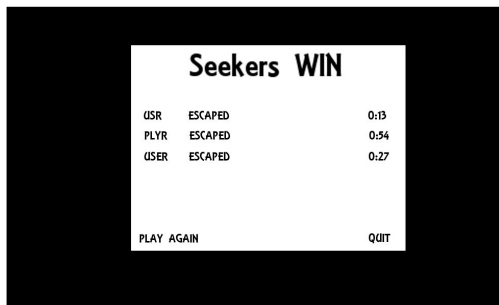 Seekers WIN
USR ESCAPED 0:13
PLYR ESCAPED 0:54
USER ESCAPED 0:27
PLAY AGAIN QUIT